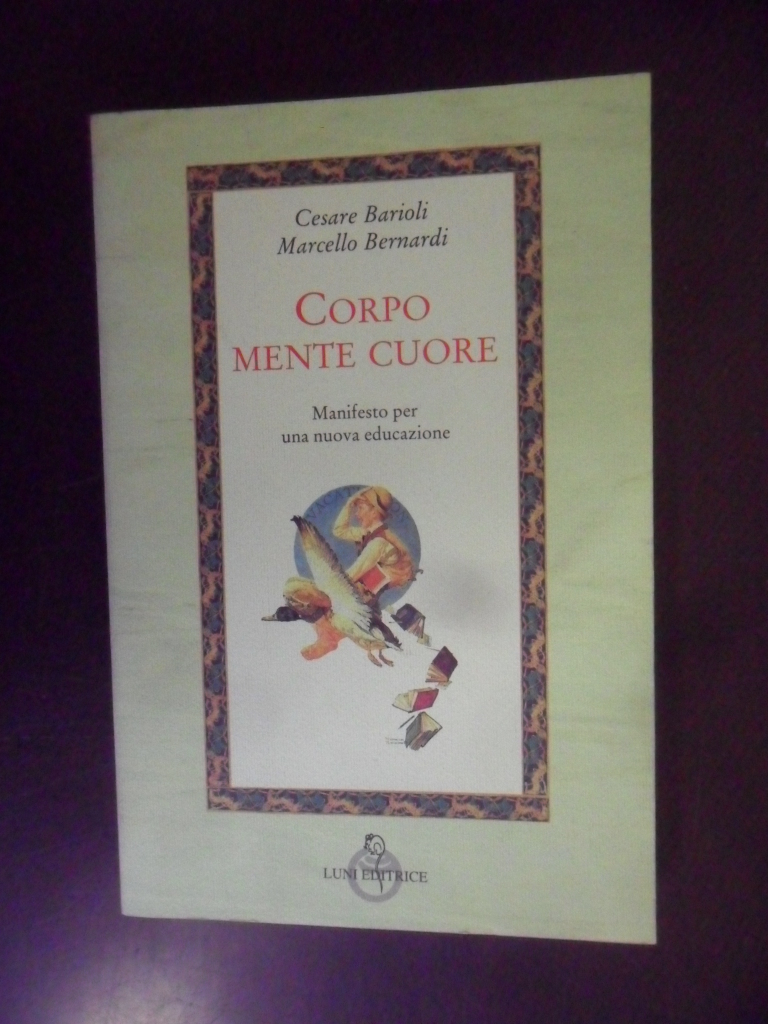 Cesare Barioli
Marcello Bernardi
CORPO
MENTE CUORE
Manifesto per
una nuova educazione
LUNI EDITRICE